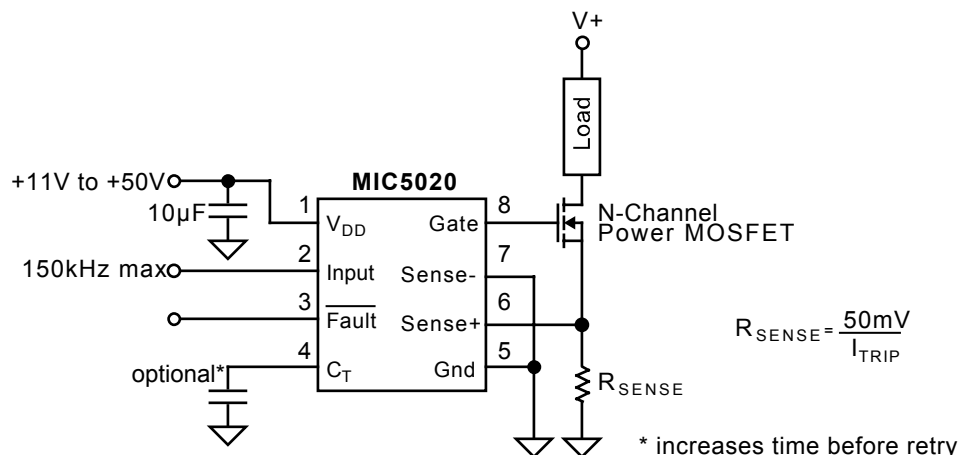 V+
Load
+11V to +50V
MIC5020
10µF
1
VDD
Gate
8
N-Channel
Power MOSFET
150kHz max
2
Input
Sense-
7
3
Fault
Sense+
6
RSENSE = 50mV
ITRIP
4
optional*
CT
Gnd
5
RSENSE
* increases time before retry